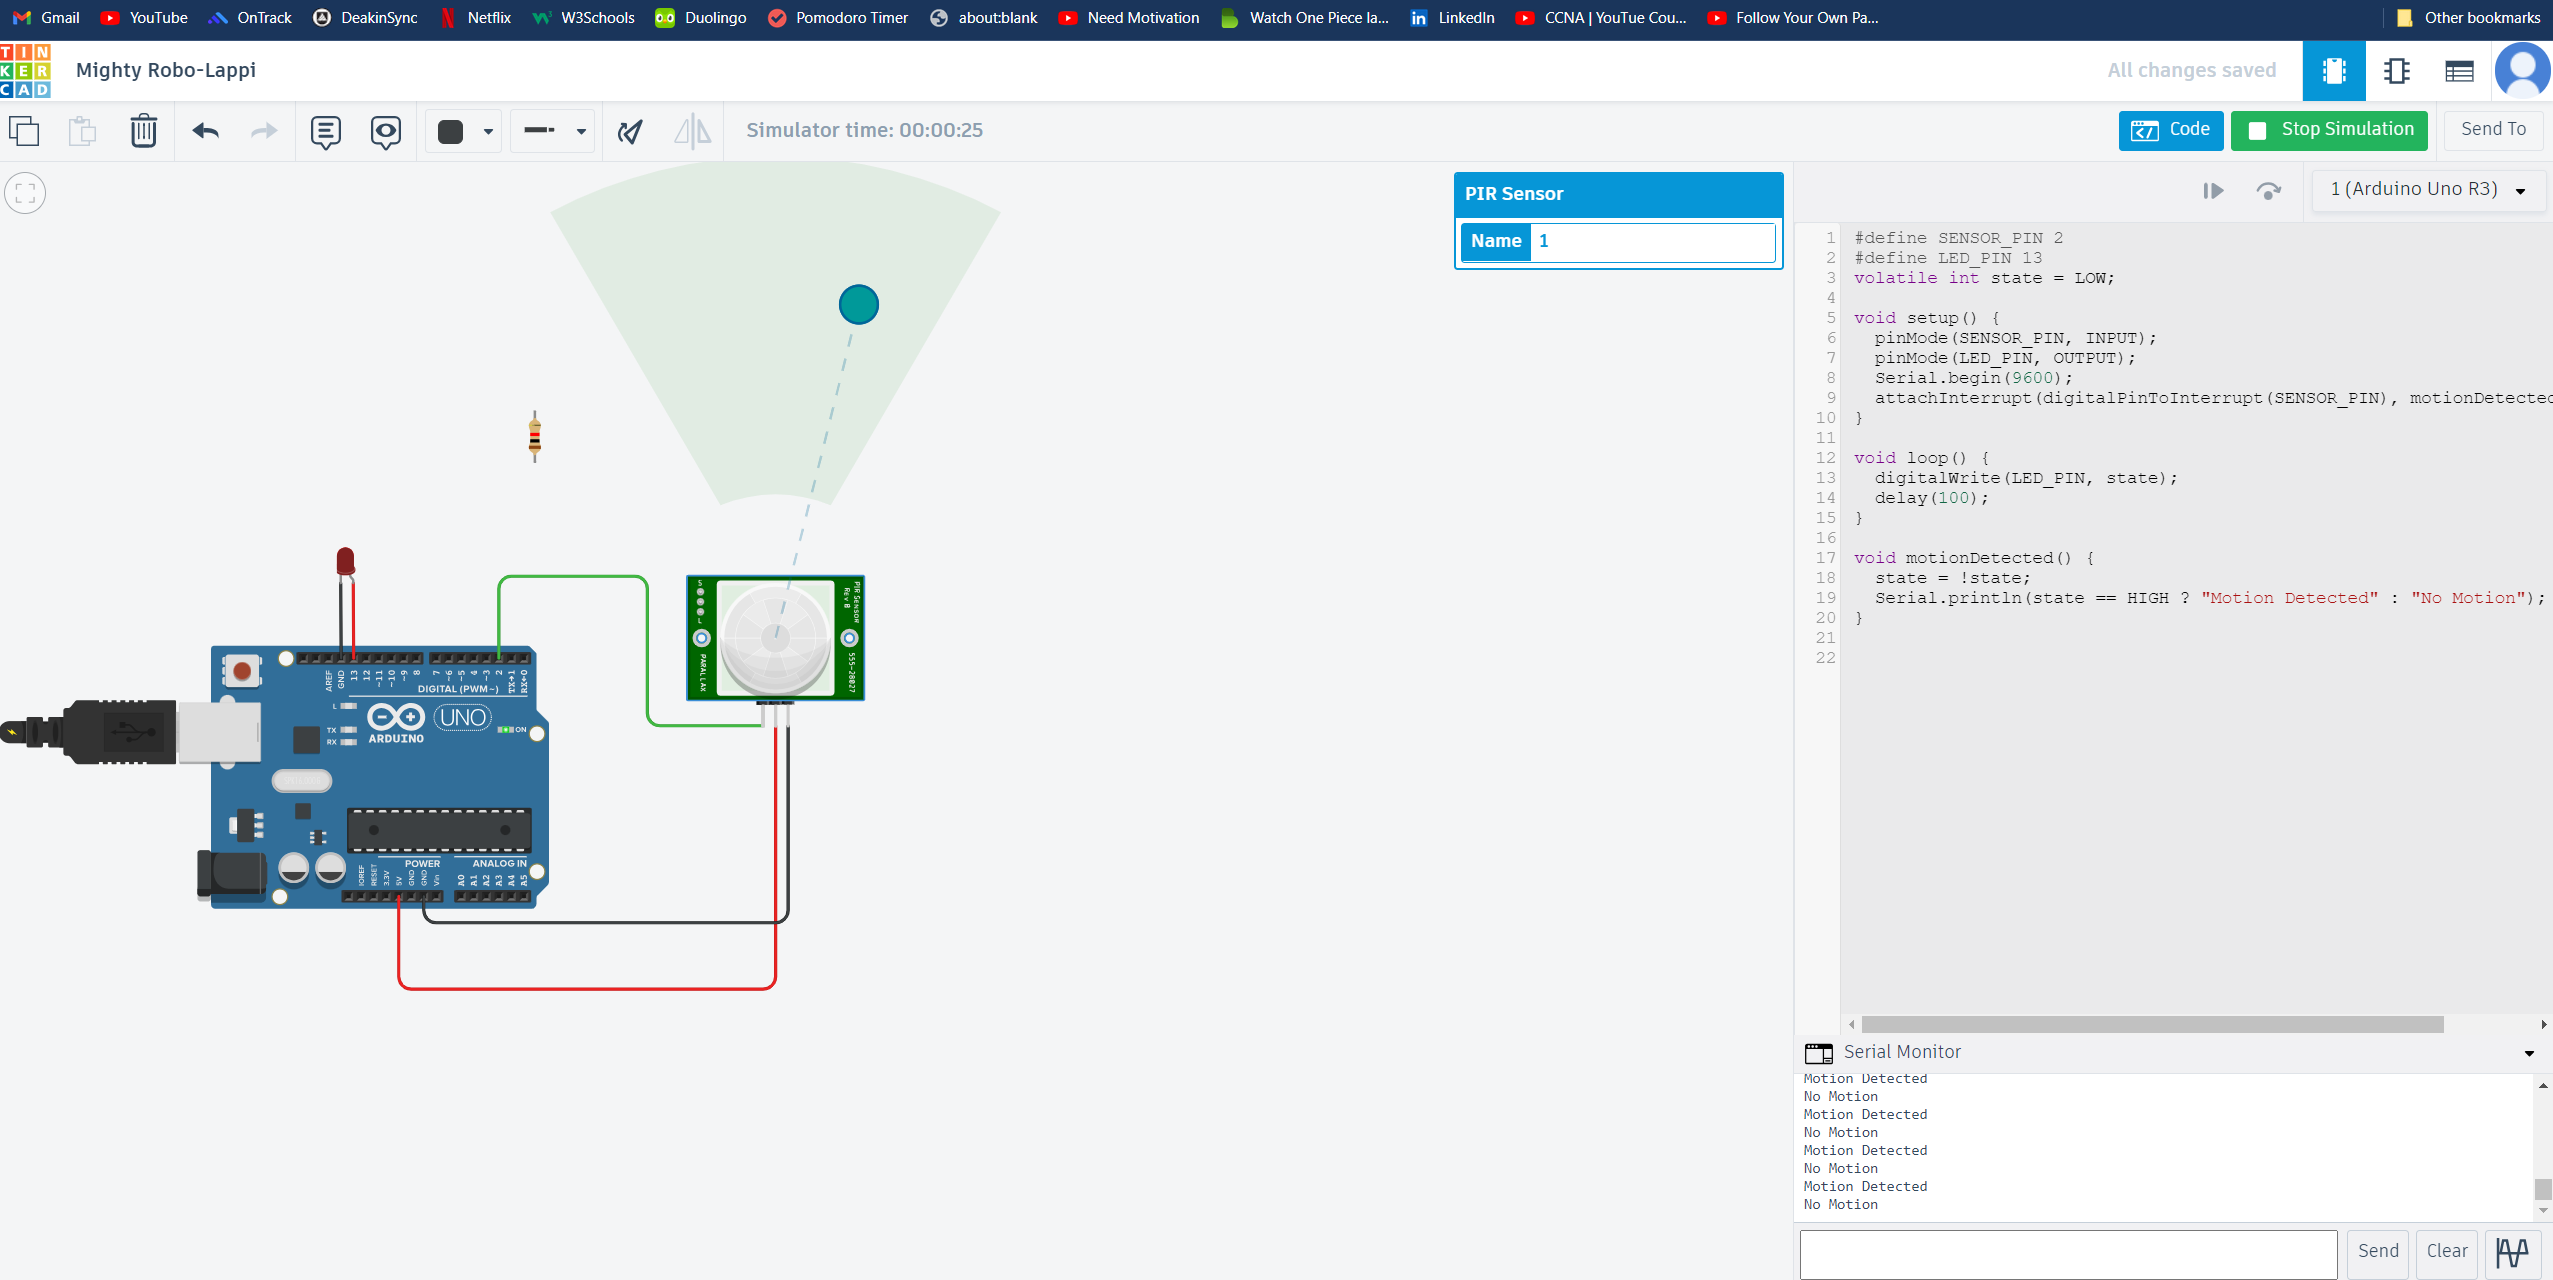 Gmail YouTube OnTrack DeakinSync Netflix W3Schools Duolingo Pomodoro Timer about:blank Need Motivation Watch One Piece la... LinkedIn CCNA | YouTue Cou... Follow Your Own Pa... Other bookmarks
TIN
KER
CAD
Mighty Robo-Lappi
All changes saved
Simulator time: 00:00:25
Code
Stop Simulation
Send To
PIR Sensor
Name 1
1 (Arduino Uno R3)
1 #define SENSOR_PIN 2
2 #define LED_PIN 13
3 volatile int state = LOW;
4
5 void setup() {
6 pinMode(SENSOR_PIN, INPUT);
7 pinMode(LED_PIN, OUTPUT);
8 Serial.begin(9600);
9 attachInterrupt(digitalPinToInterrupt(SENSOR_PIN), motionDetected
10 }
11
12 void loop() {
13 digitalWrite(LED_PIN, state);
14 delay(100);
15 }
16
17 void motionDetected() {
18 state = !state;
19 Serial.println(state == HIGH ? "Motion Detected" : "No Motion");
20 }
21
22
S
L
PIR SENSOR
Rev B
PARALLAX
555-28027
AREF
GND
13
12
~11
~10
~9
8
7
~6
~5
4
~3
2
TX→1
RX←0
DIGITAL (PWM~)
L
TX
RX
UNO
ARDUINO
ON
POWER
ANALOG IN
IOREF
RESET
3.3V
5V
GND
GND
Vin
A0
A1
A2
A3
A4
A5
Serial Monitor
Motion Detected
No Motion
Motion Detected
No Motion
Motion Detected
No Motion
Motion Detected
No Motion
Send
Clear